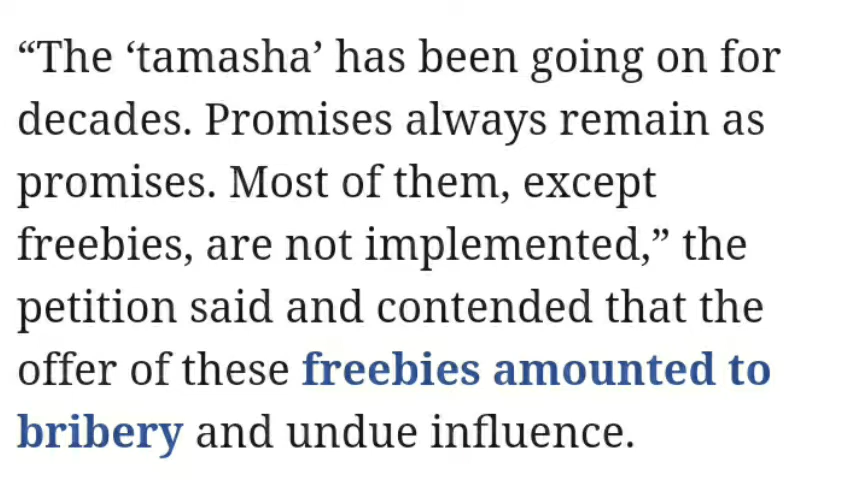 “The ‘tamasha’ has been going on for
decades. Promises always remain as
promises. Most of them, except
freebies, are not implemented,” the
petition said and contended that the
offer of these freebies amounted to
bribery and undue influence.